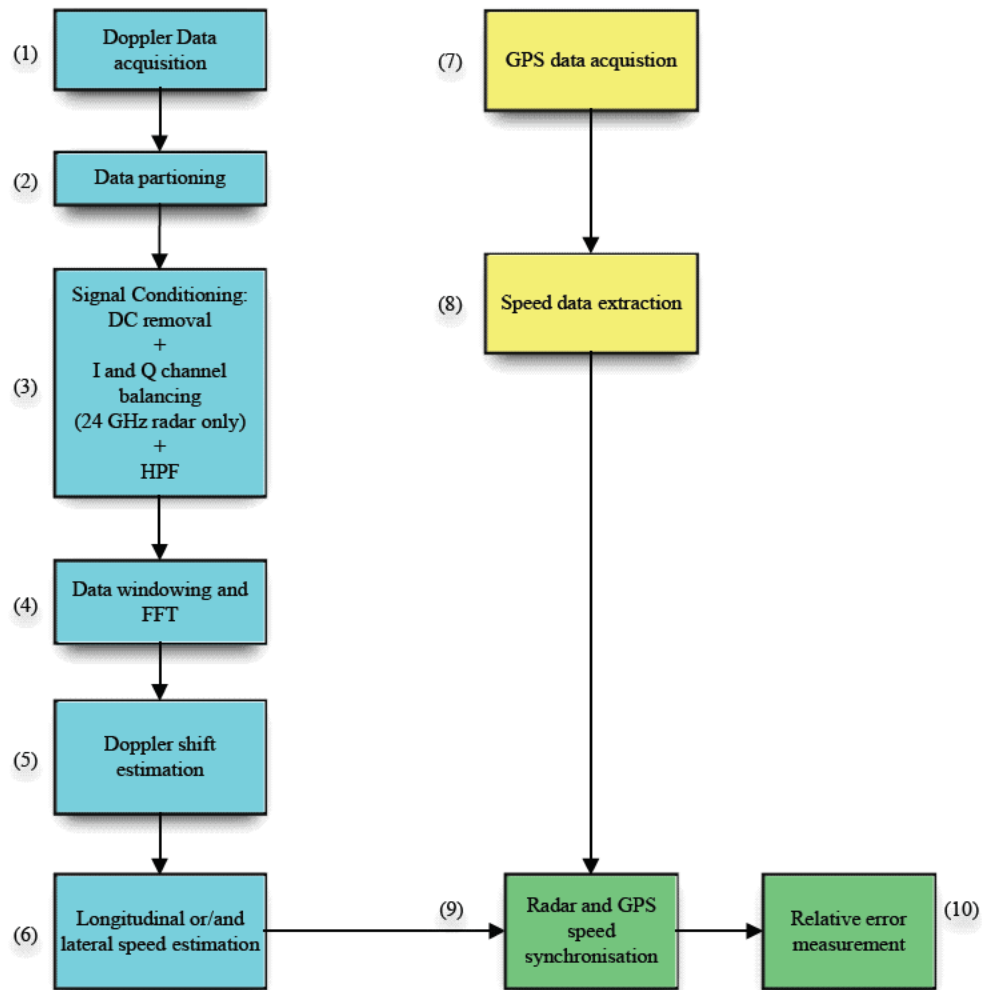 (1)
Doppler Data
acquisition
(2)
Data partioning
(3)
Signal Conditioning:
DC removal
+
I and Q channel
balancing
(24 GHz radar only)
+
HPF
(4)
Data windowing and
FFT
(5)
Doppler shift
estimation
(6)
Longitudinal or/and
lateral speed estimation
(7)
GPS data acquistion
(8)
Speed data extraction
(9)
Radar and GPS
speed
synchronisation
Relative error
measurement
(10)